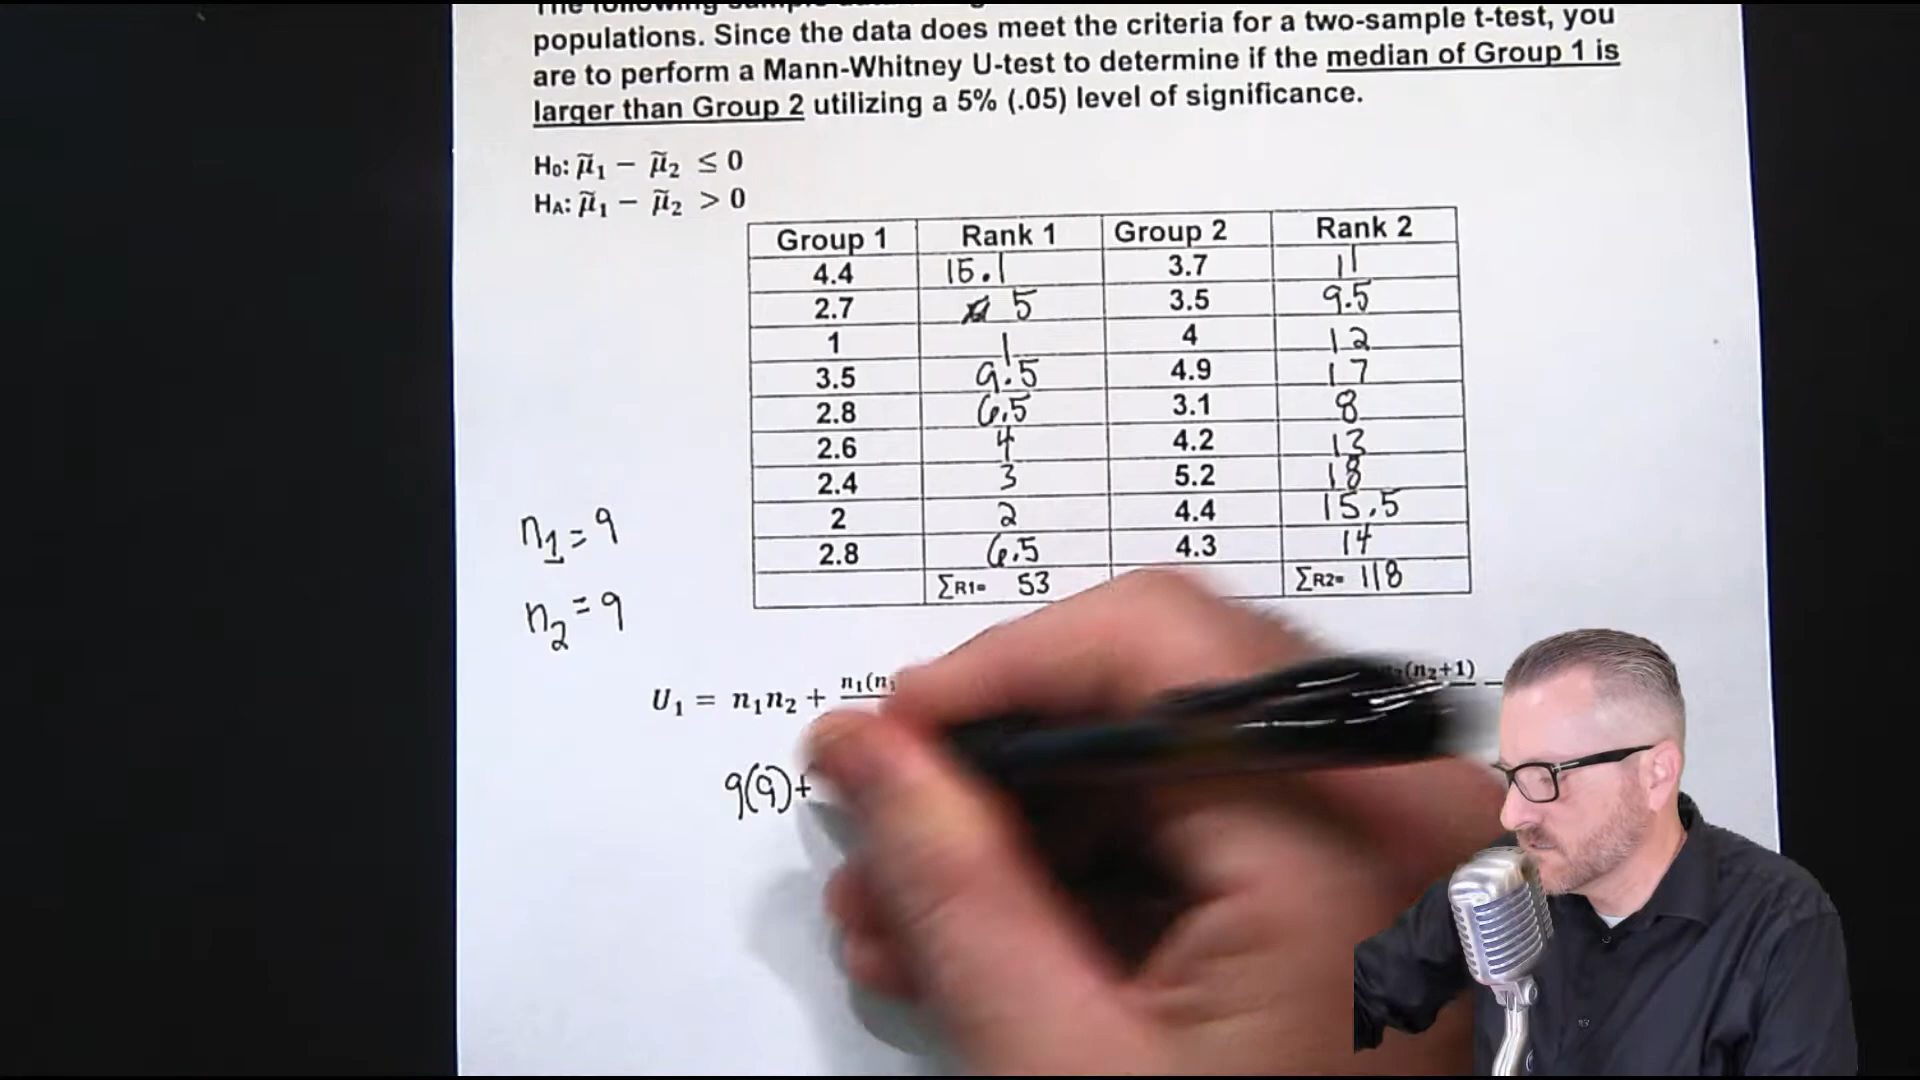 populations. Since the data does meet the criteria for a two-sample t-test, you
are to perform a Mann-Whitney U-test to determine if the median of Group 1 is
larger than Group 2 utilizing a 5% (.05) level of significance.
H₀: μ̃₁ − μ̃₂ ≤ 0
Hᴀ: μ̃₁ − μ̃₂ > 0
Group 1 Rank 1 Group 2 Rank 2
4.4 15.1 3.7 11
2.7 5 3.5 9.5
1 1 4 12
3.5 9.5 4.9 17
2.8 6.5 3.1 8
2.6 4 4.2 13
2.4 3 5.2 18
2 2 4.4 15.5
2.8 6.5 4.3 14
∑R1= 53 ∑R2= 118
n₁ = 9
n₂ = 9
U₁ = n₁n₂ + n₁(n (n₂+1)
9(9)+